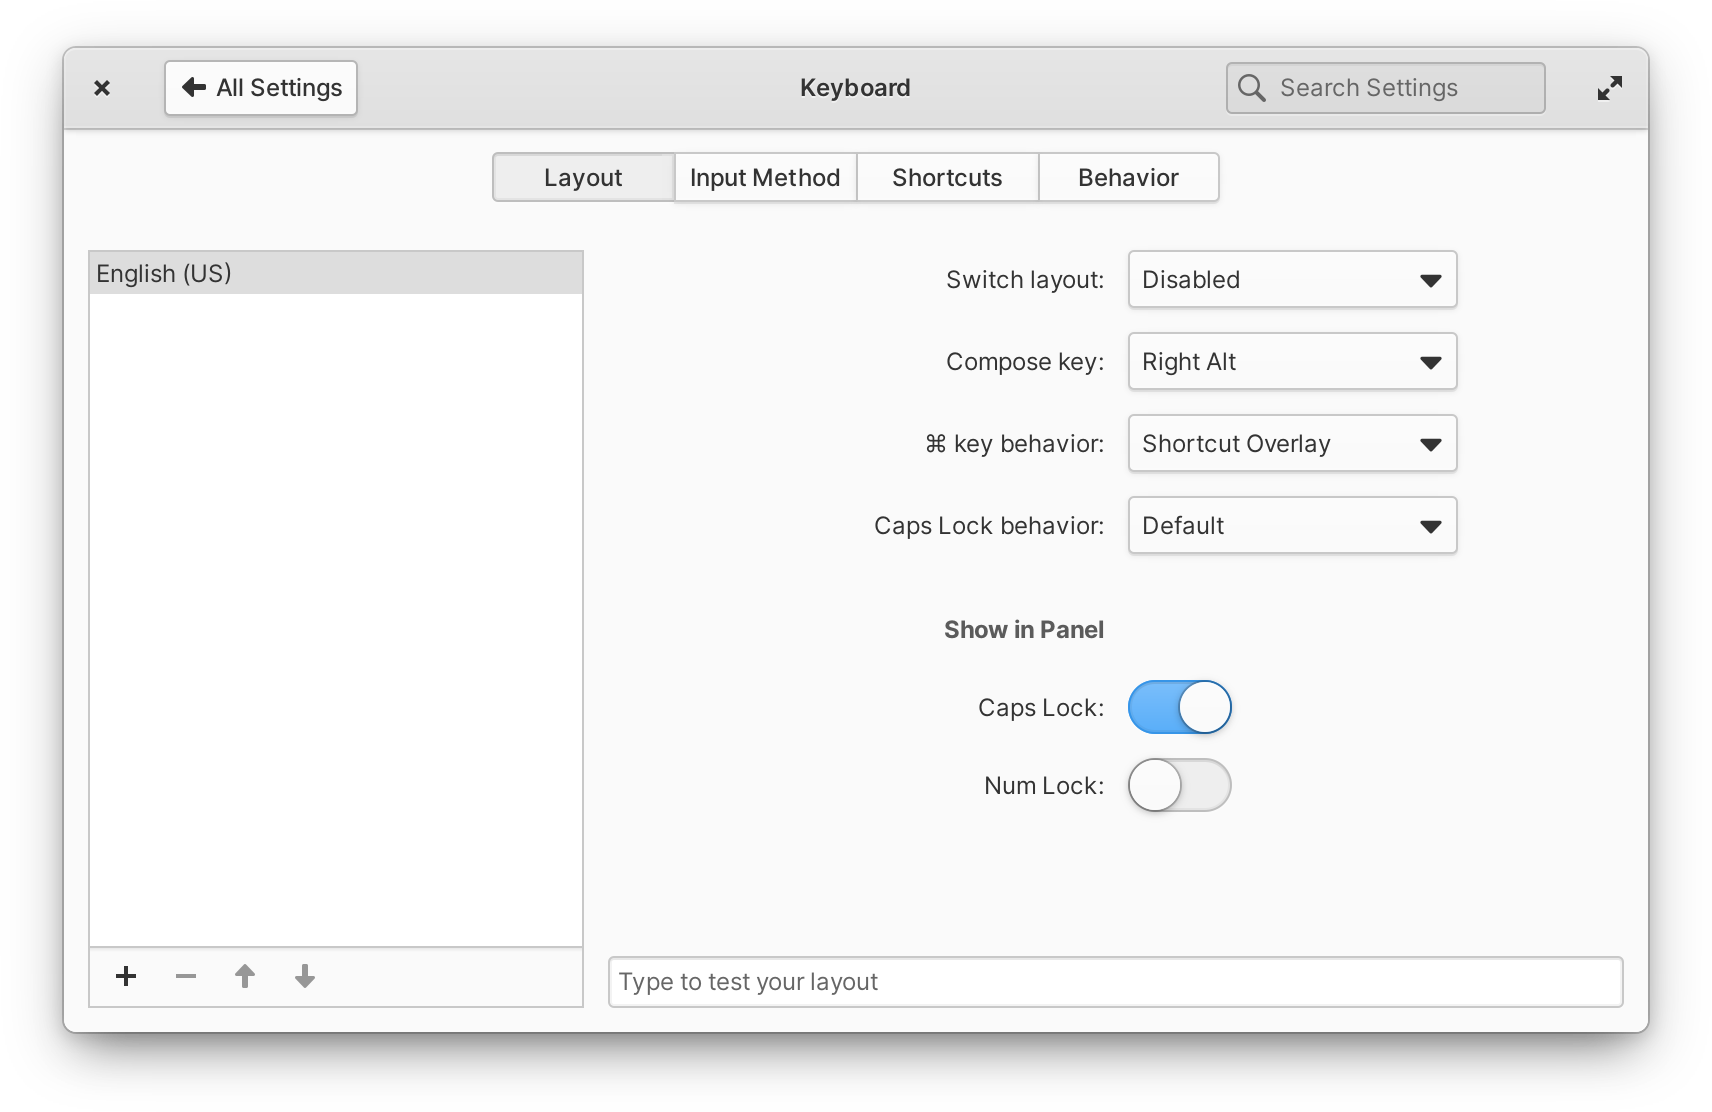 All Settings
Keyboard
Search Settings
Layout
Input Method
Shortcuts
Behavior
English (US)
Switch layout:
Disabled
Compose key:
Right Alt
⌘ key behavior:
Shortcut Overlay
Caps Lock behavior:
Default
Show in Panel
Caps Lock:
Num Lock:
Type to test your layout